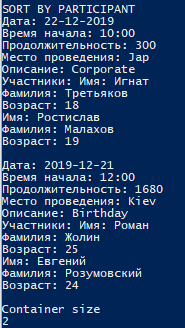 SORT BY PARTICIPANT
Дата: 22-12-2019
Время начала: 10:00
Продолжительность: 300
Место проведения: Jap
Описание: Corporate
Участники: Имя: Игнат
Фамилия: Третьяков
Возраст: 18
Имя: Ростислав
Фамилия: Малахов
Возраст: 19
Дата: 2019-12-21
Время начала: 12:00
Продолжительность: 1680
Место проведения: Kiev
Описание: Birthday
Участники: Имя: Роман
Фамилия: Жолин
Возраст: 25
Имя: Евгений
Фамилия: Розумовский
Возраст: 24
Container size
2